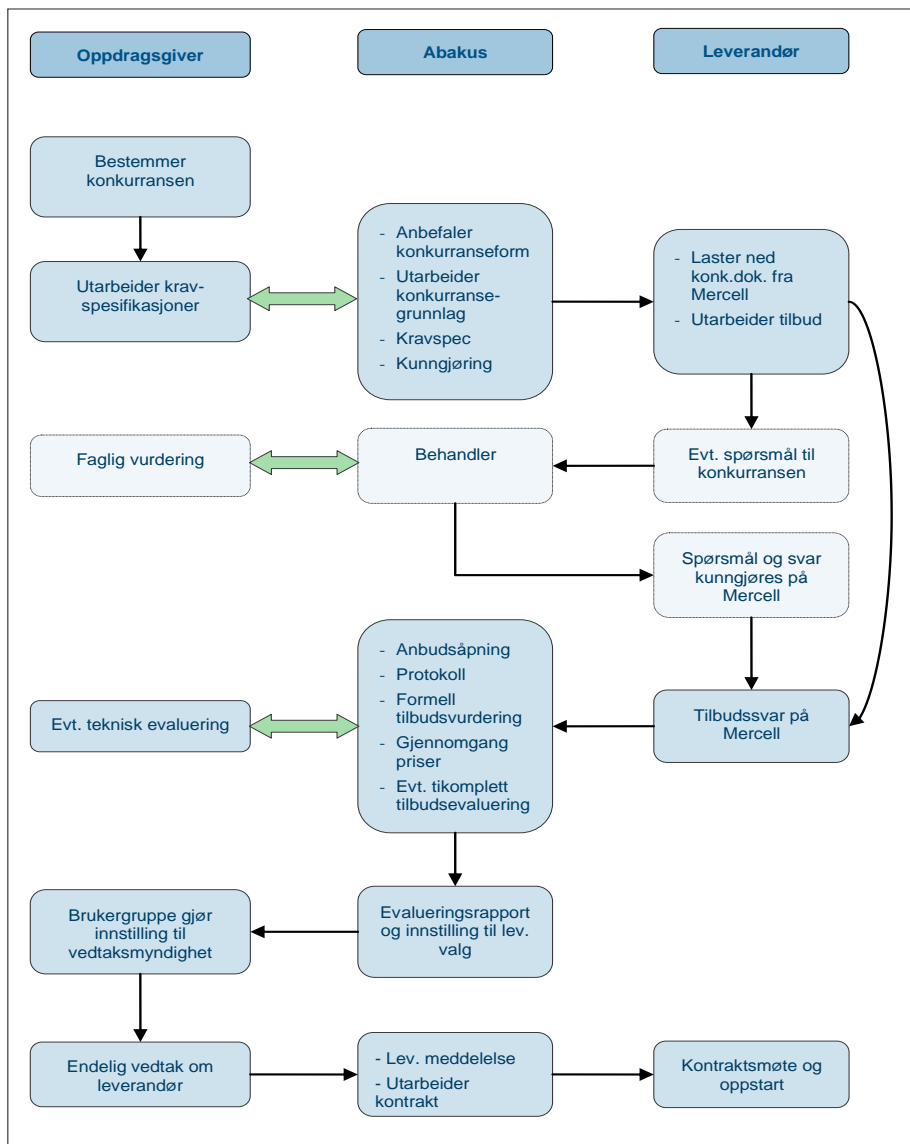 Oppdragsgiver
Abakus
Leverandør
Bestemmer
konkurransen
Utarbeider krav-
spesifikasjoner
- Anbefaler
konkurranseform
- Utarbeider
konkurranse-
grunnlag
- Kravspec
- Kunngjøring
- Laster ned
konk.dok. fra
Mercell
- Utarbeider tilbud
Faglig vurdering
Behandler
Evt. spørsmål til
konkurransen
Spørsmål og svar
kunngjøres på
Mercell
Evt. teknisk evaluering
- Anbudsåpning
- Protokoll
- Formell
tilbudsvurdering
- Gjennomgang
priser
- Evt. tikomplett
tilbudsevaluering
Tilbudssvar på
Mercell
Brukergruppe gjør
innstilling til
vedtaksmyndighet
Evalueringsrapport
og innstilling til lev.
valg
Endelig vedtak om
leverandør
- Lev. meddelelse
- Utarbeider
kontrakt
Kontraktsmøte og
oppstart